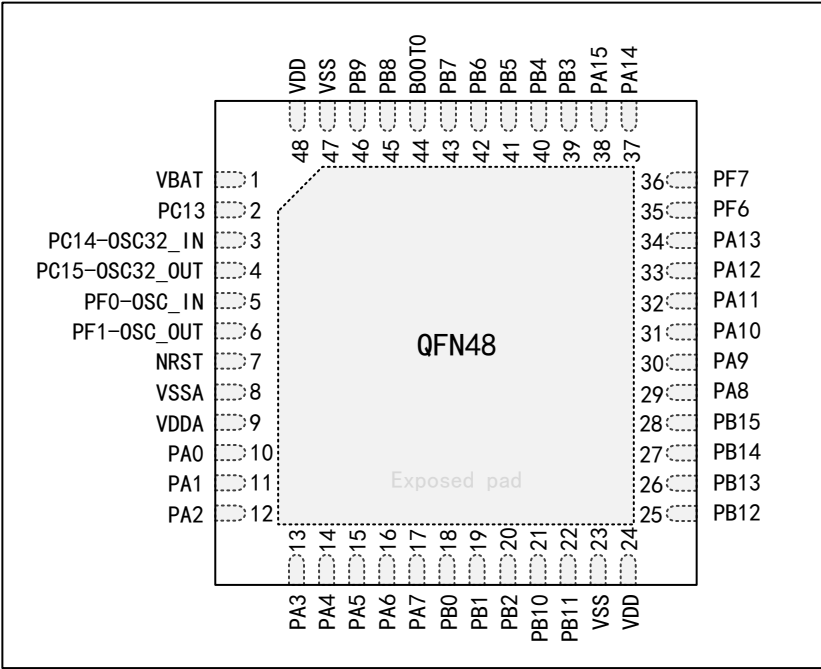 VDD
VSS
PB9
PB8
BOOT0
PB7
PB6
PB5
PB4
PB3
PA15
PA14
48
47
46
45
44
43
42
41
40
39
38
37
VBAT 1
PC13 2
PC14-OSC32_IN 3
PC15-OSC32_OUT 4
PF0-OSC_IN 5
PF1-OSC_OUT 6
NRST 7
VSSA 8
VDDA 9
PA0 10
PA1 11
PA2 12
36 PF7
35 PF6
34 PA13
33 PA12
32 PA11
31 PA10
30 PA9
29 PA8
28 PB15
27 PB14
26 PB13
25 PB12
QFN48
Exposed pad
13
14
15
16
17
18
19
20
21
22
23
24
PA3
PA4
PA5
PA6
PA7
PB0
PB1
PB2
PB10
PB11
VSS
VDD